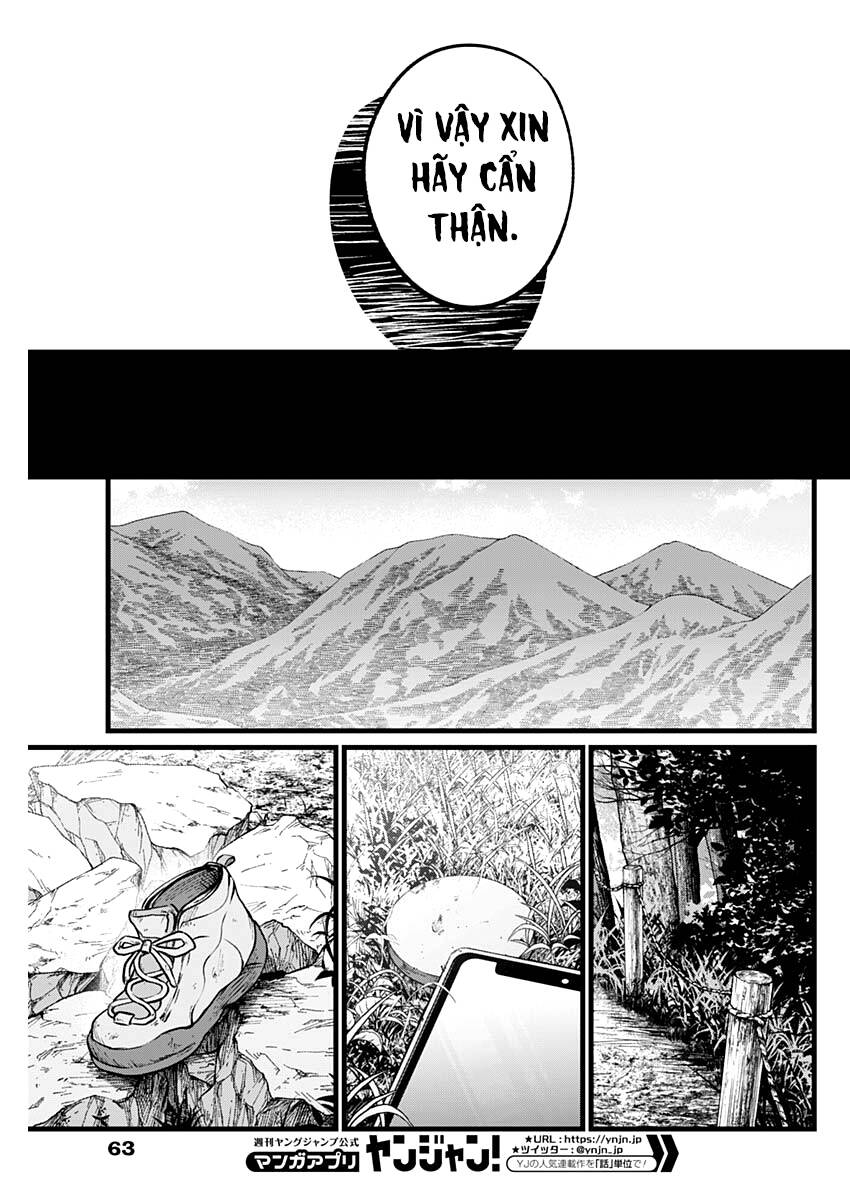 VÌ VẬY XIN
HÃY CẨN
THẬN.
63
週刊ヤングジャンプ公式
マンガアプリ
ヤンジャン!
★URL:https://ynjn.jp
★ツイッター:@ynjn_jp
YJの人気連載作を「話」単位で!